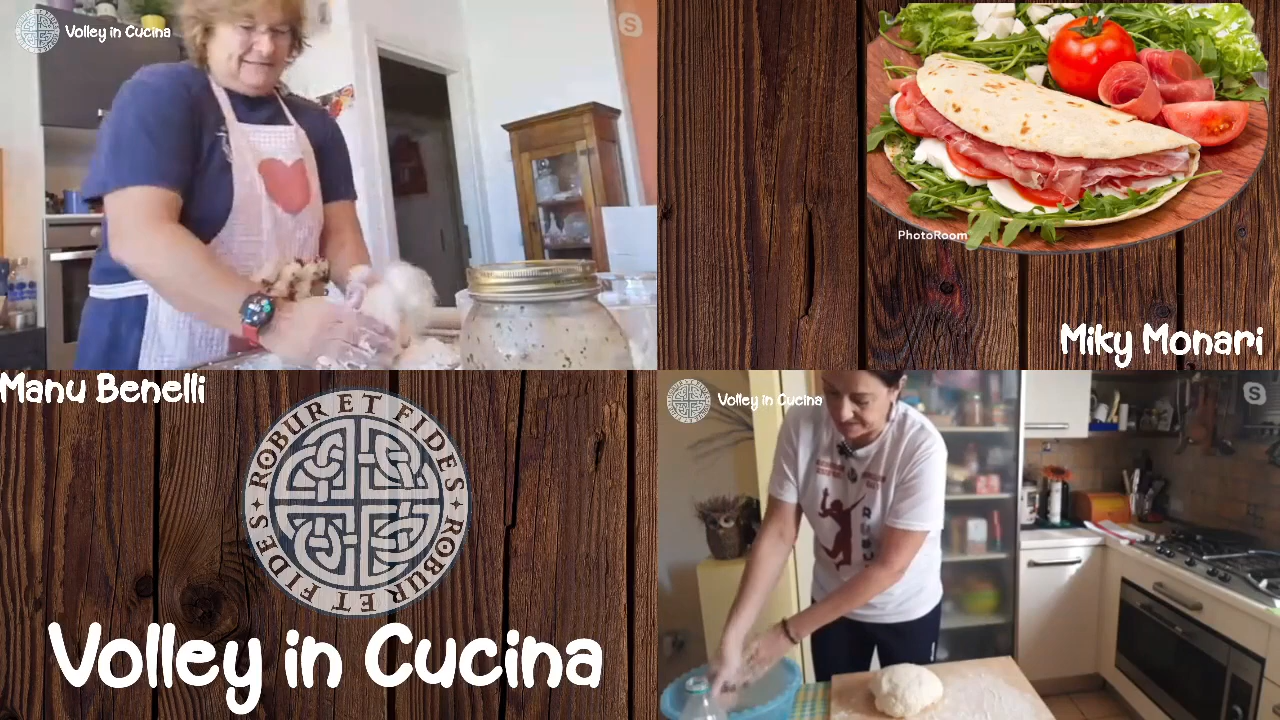 Volley in Cucina
PhotoRoom
Miky Monari
Manu Benelli
ROBUR ET FIDES
ROBUR ET FIDES
Volley in Cucina
Volley in Cucina